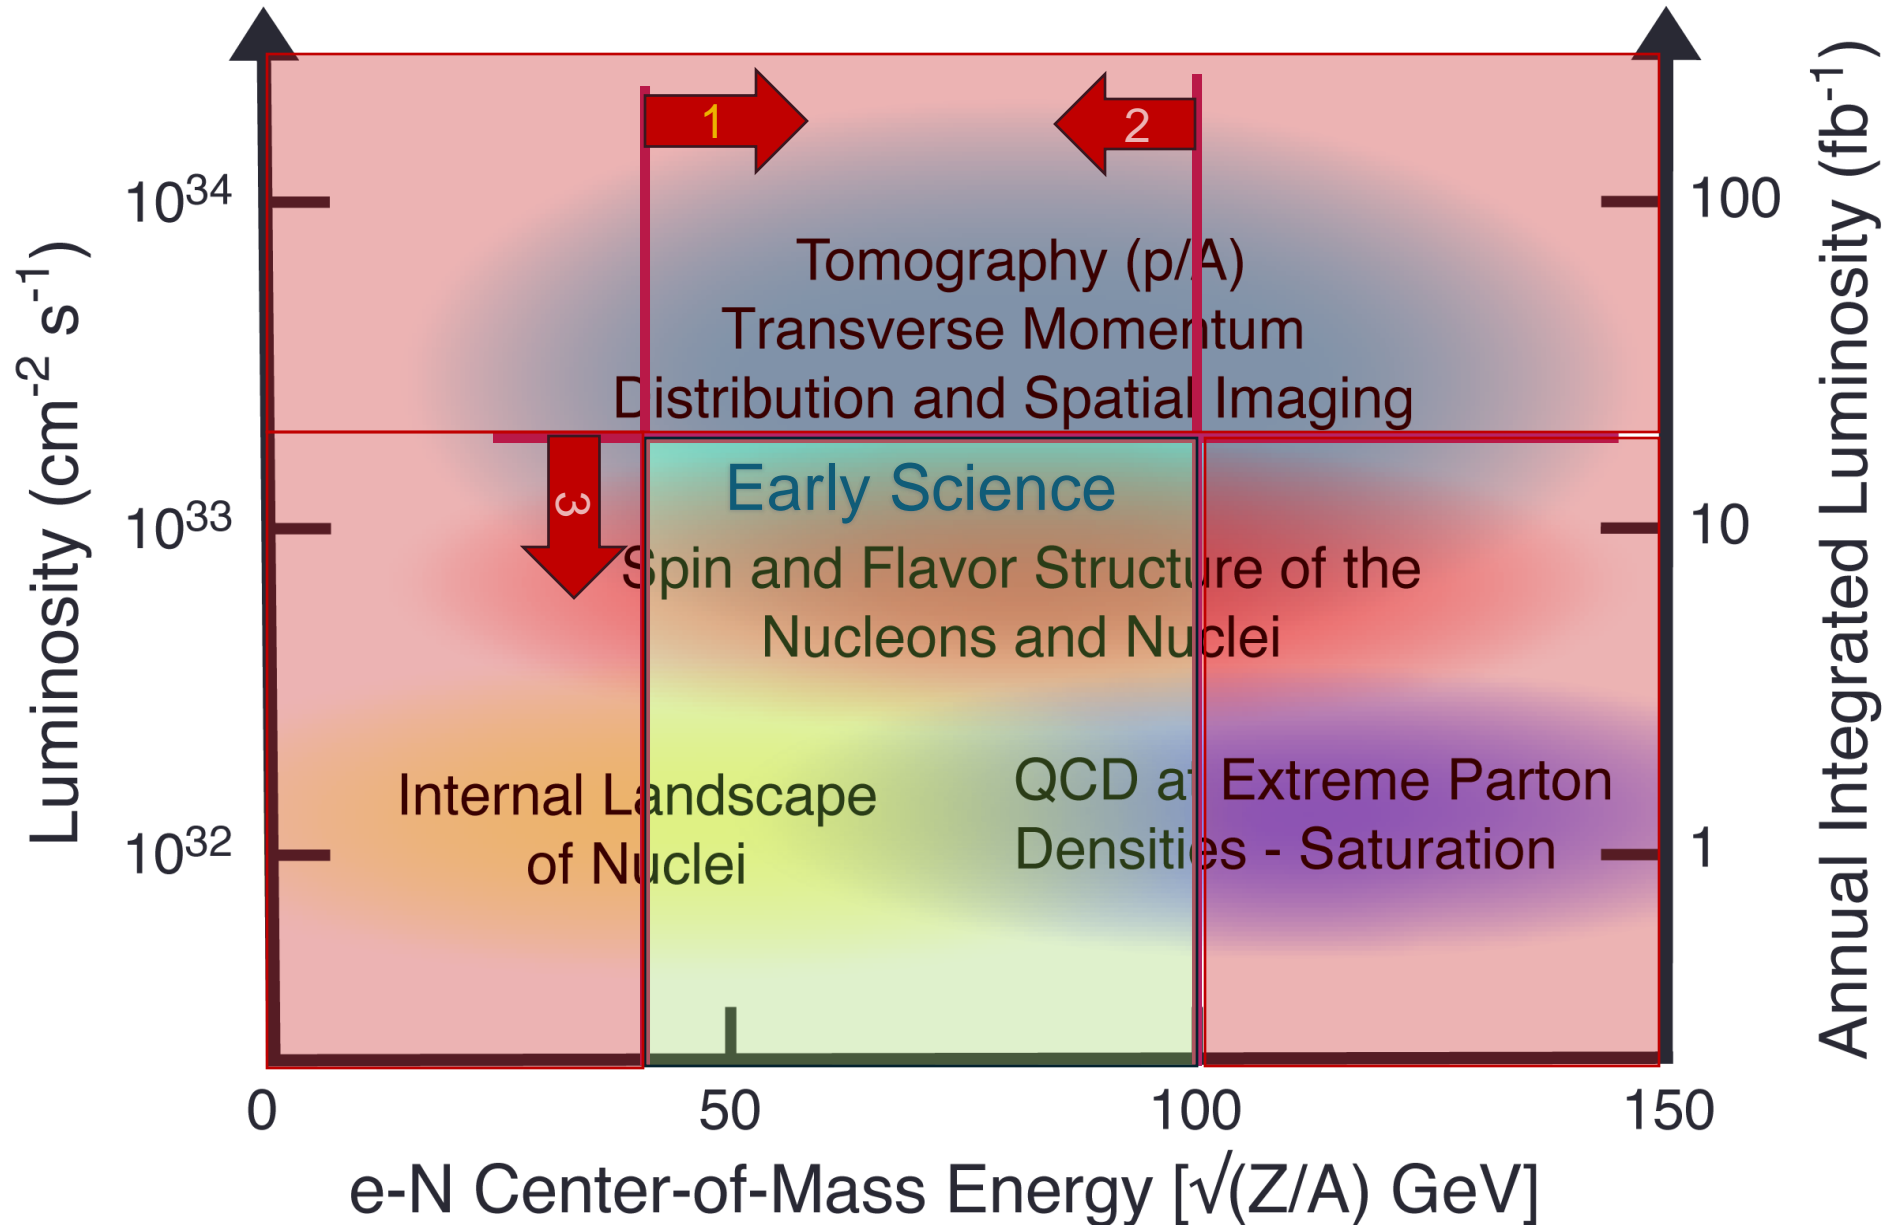 1
2
10^34
100
Tomography (p/A)
Transverse Momentum
Distribution and Spatial Imaging
Early Science
3
10^33
10
Spin and Flavor Structure of the
Nucleons and Nuclei
Internal Landscape
of Nuclei
QCD at Extreme Parton
Densities - Saturation
10^32
1
0
50
100
150
e-N Center-of-Mass Energy [√(Z/A) GeV]
Luminosity (cm^-2 s^-1)
Annual Integrated Luminosity (fb^-1)